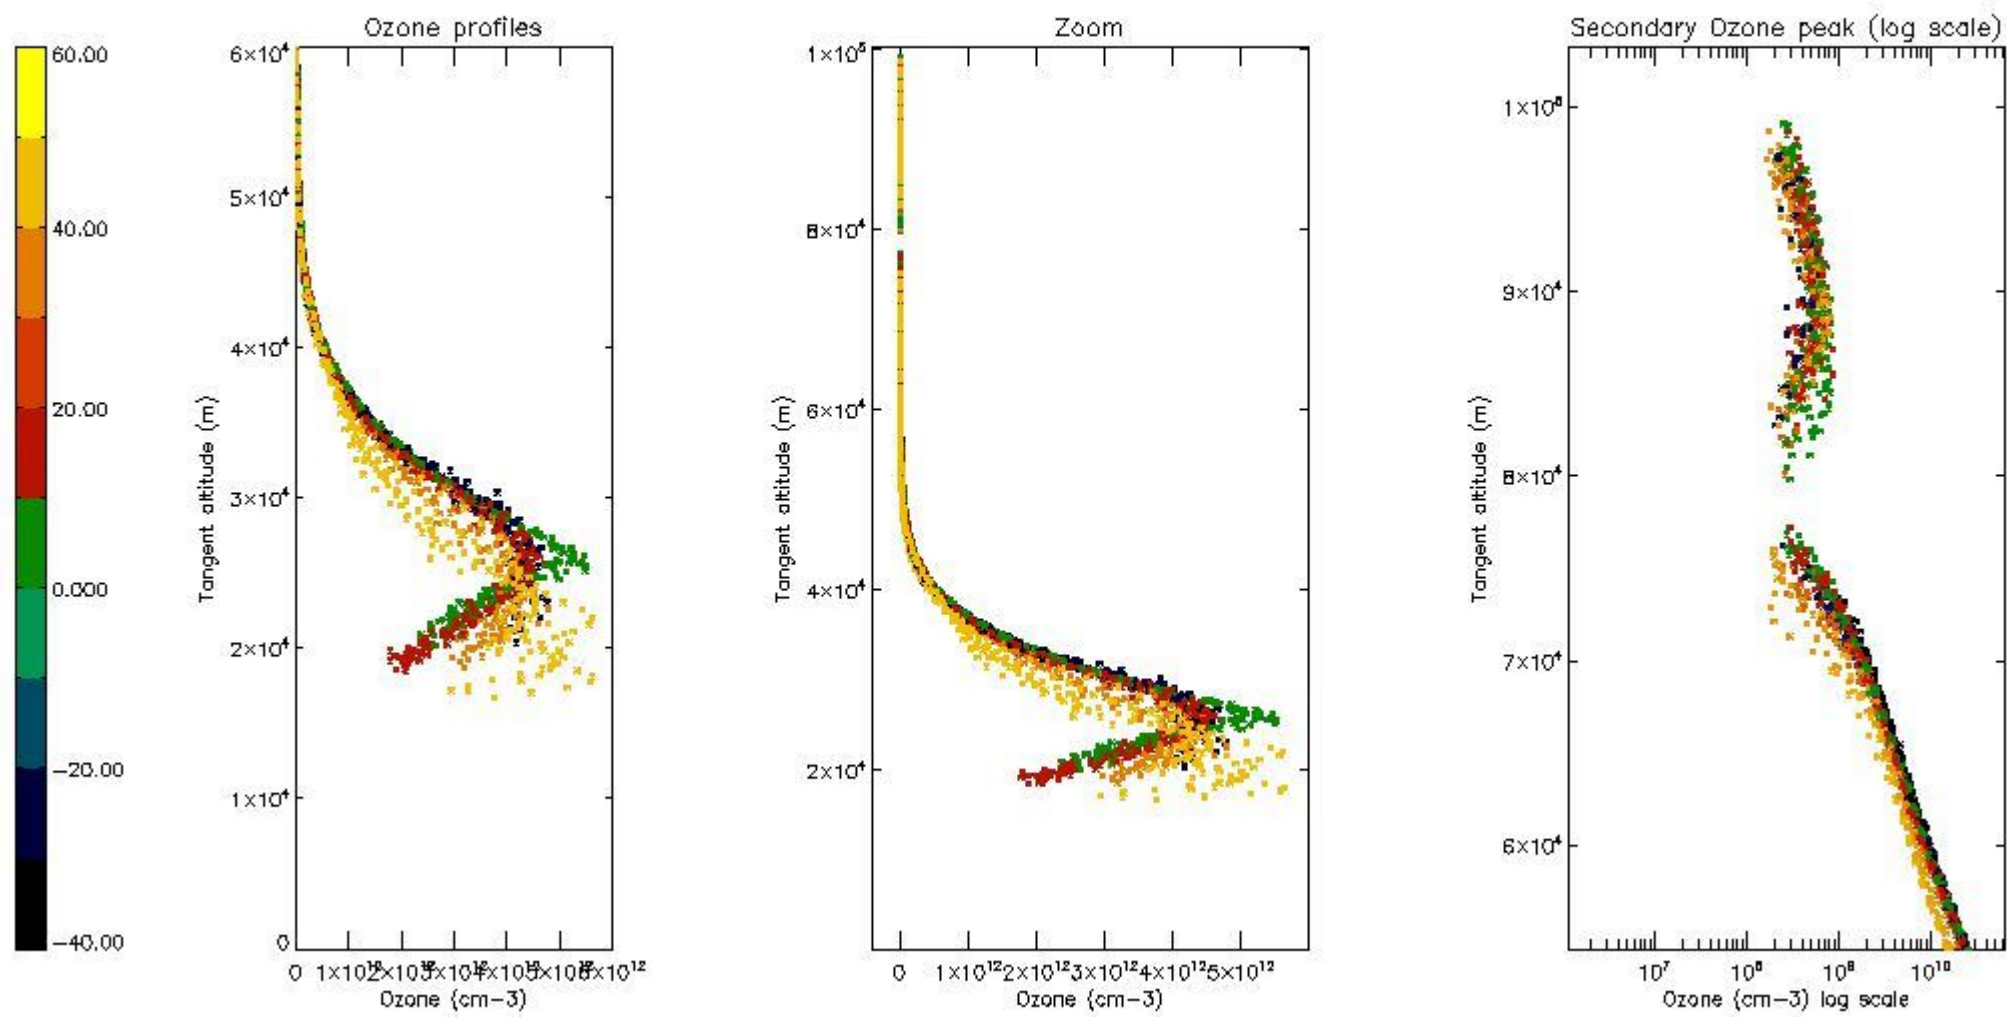 Ozone profiles
Zoom
Secondary Ozone peak (log scale)
60.00
40.00
20.00
0.000
-20.00
-40.00
6×10⁴
5×10⁴
4×10⁴
3×10⁴
2×10⁴
1×10⁴
0
Tangent altitude (m)
0 1×10¹²
6×10¹²
Ozone (cm-3)
1×10⁵
8×10⁴
6×10⁴
4×10⁴
2×10⁴
Tangent altitude (m)
0 1×10¹² 2×10¹² 3×10¹² 4×10¹² 5×10¹²
Ozone (cm-3)
9×10⁴
8×10⁴
7×10⁴
6×10⁴
Tangent altitude (m)
10⁷ 10⁸ 10⁹ 10¹⁰
Ozone (cm-3) log scale